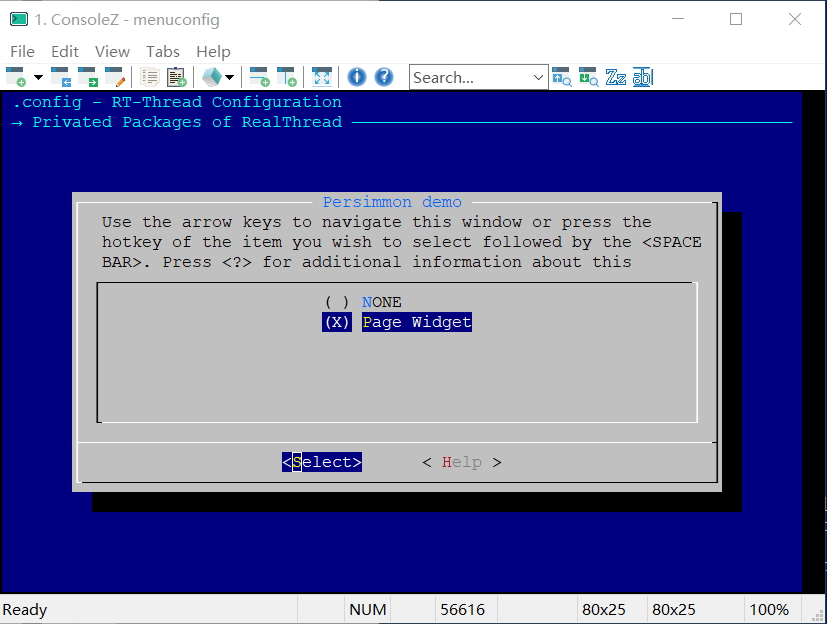 1. ConsoleZ - menuconfig
File Edit View Tabs Help
Search... Zz ab
.config - RT-Thread Configuration
→ Privated Packages of RealThread
Persimmon demo
Use the arrow keys to navigate this window or press the
hotkey of the item you wish to select followed by the <SPACE
BAR>. Press <?> for additional information about this
( ) NONE
(X) Page Widget
<Select> < Help >
Ready NUM 56616 80x25 80x25 100%